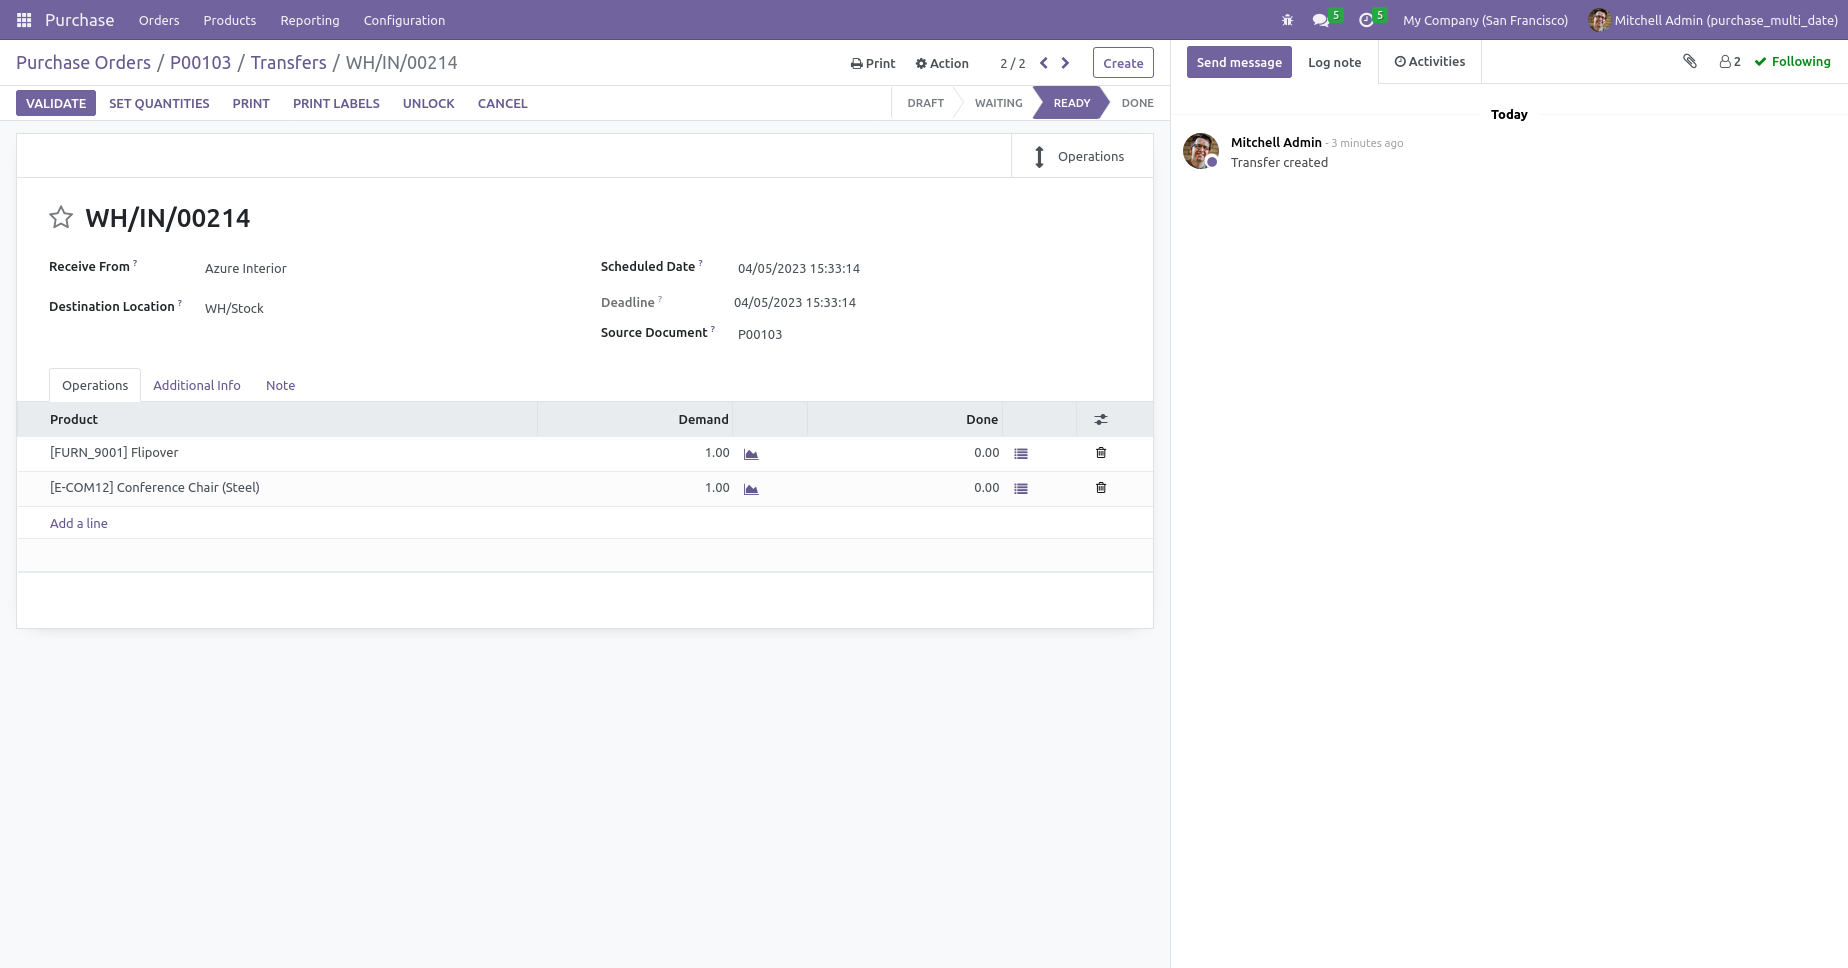 Purchase Orders Products Reporting Configuration 5 5 My Company (San Francisco) Mitchell Admin (purchase_multi_date)
Purchase Orders / P00103 / Transfers / WH/IN/00214 Print Action 2 / 2 Create
VALIDATE SET QUANTITIES PRINT PRINT LABELS UNLOCK CANCEL DRAFT WAITING READY DONE
Operations
WH/IN/00214
Receive From ? Azure Interior
Destination Location ? WH/Stock
Scheduled Date ? 04/05/2023 15:33:14
Deadline ? 04/05/2023 15:33:14
Source Document ? P00103
Operations Additional Info Note
Product Demand Done
[FURN_9001] Flipover 1.00 0.00
[E-COM12] Conference Chair (Steel) 1.00 0.00
Add a line
Send message Log note Activities 2 Following
Today
Mitchell Admin - 3 minutes ago
Transfer created